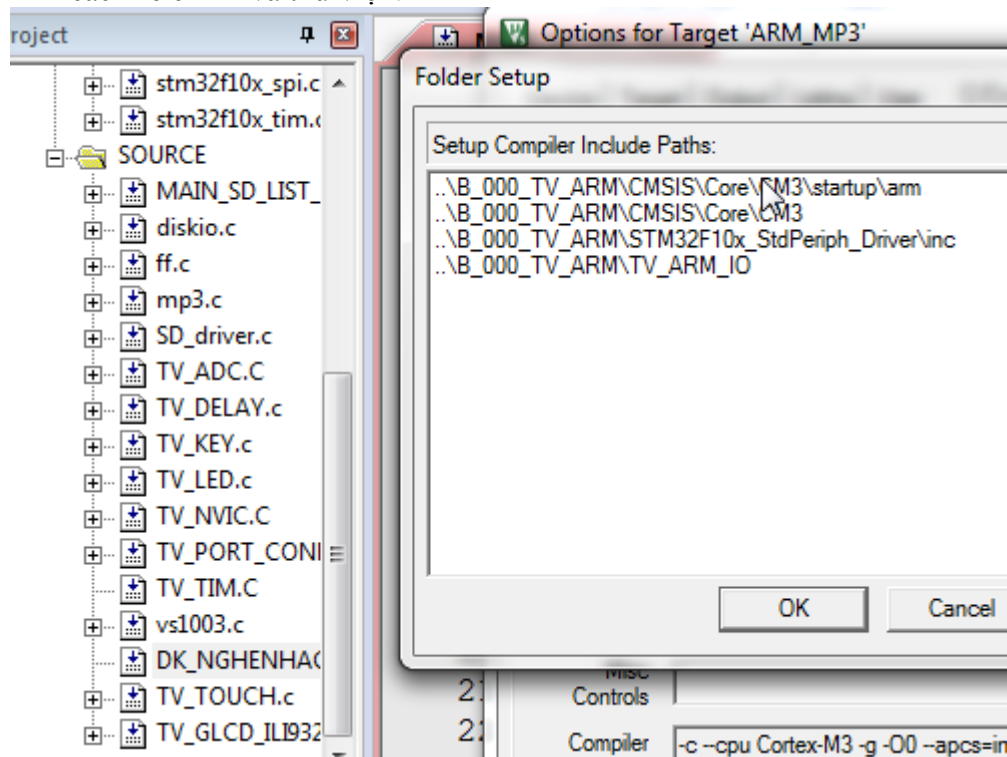 roject
stm32f10x_spi.c
stm32f10x_tim.c
SOURCE
MAIN_SD_LIST_
diskio.c
ff.c
mp3.c
SD_driver.c
TV_ADC.C
TV_DELAY.c
TV_KEY.c
TV_LED.c
TV_NVIC.C
TV_PORT_CONI
TV_TIM.C
vs1003.c
DK_NGHENHAC
TV_TOUCH.c
TV_GLCD_ILI932
Options for Target 'ARM_MP3'
Folder Setup
Setup Compiler Include Paths:
..\B_000_TV_ARM\CMSIS\Core\CM3\startup\arm
..\B_000_TV_ARM\CMSIS\Core\CM3
..\B_000_TV_ARM\STM32F10x_StdPeriph_Driver\inc
..\B_000_TV_ARM\TV_ARM_IO
OK
Cancel
21
Misc
Controls
22
Compiler
-c --cpu Cortex-M3 -g -O0 --apcs=in